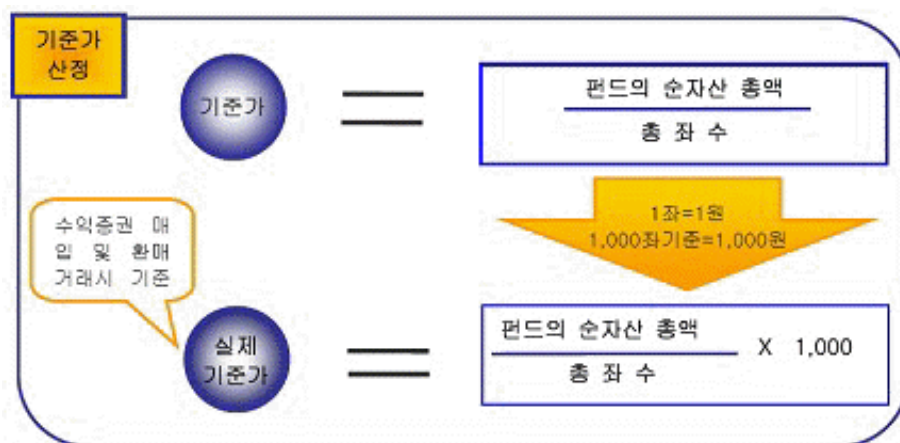 기준가
산정
기준가
펀드의 순자산 총액
총 좌 수
1좌=1원
1,000좌기준=1,000원
수익증권 매
입 및 환매
거래시 기준
실제
기준가
펀드의 순자산 총액
총 좌 수
X 1,000